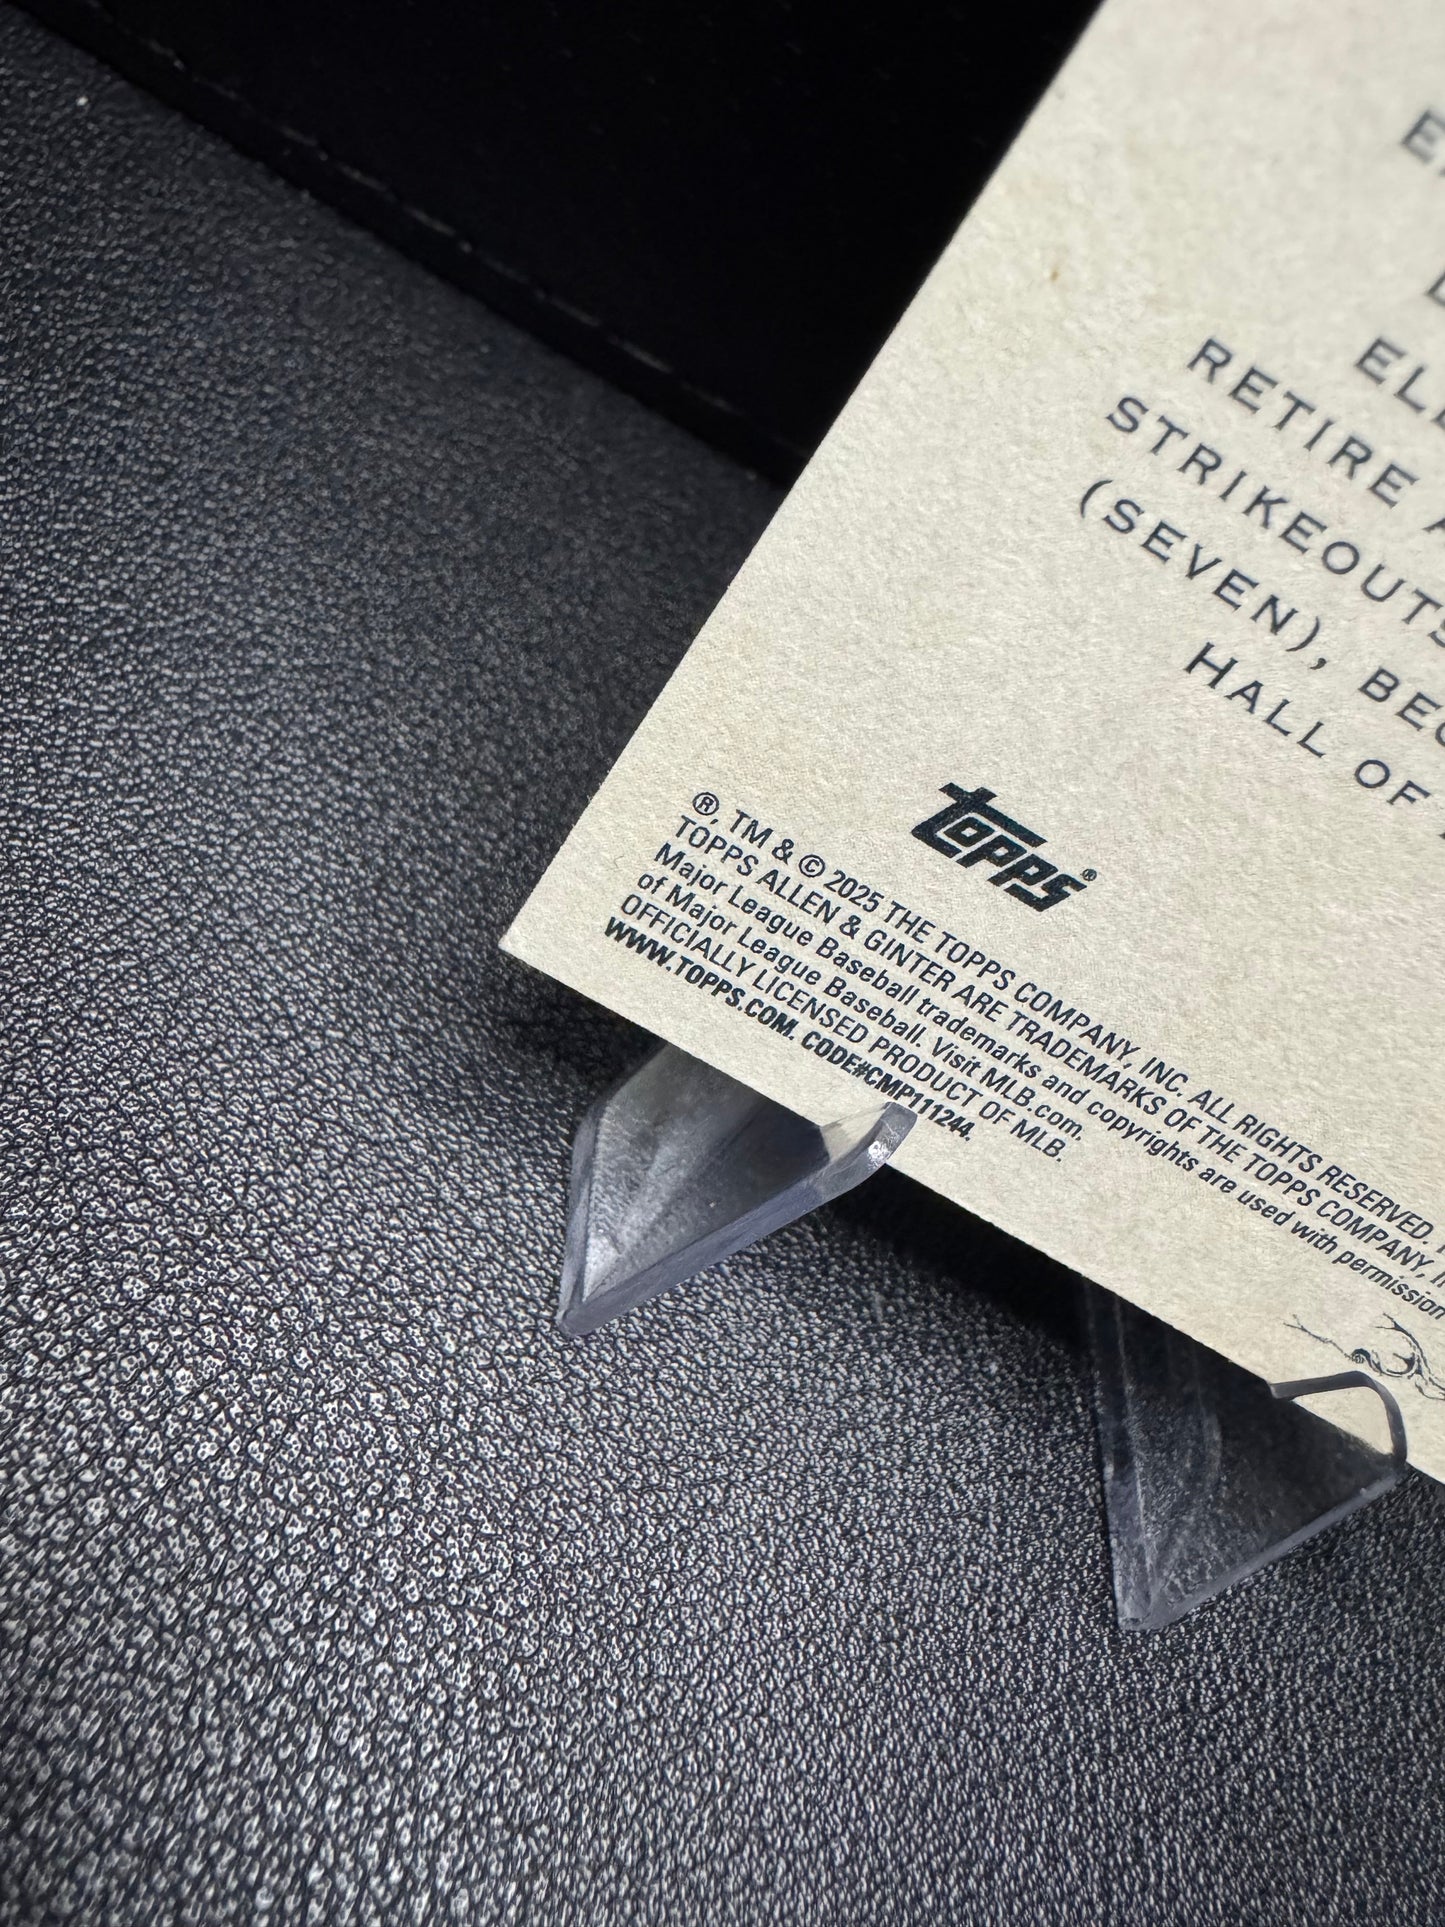 RETIRE
STRIKEOUTS
(SEVEN),
HALL OF
topps®
®, TM & © 2025 THE TOPPS COMPANY, INC. ALL RIGHTS RESERVED.
TOPPS ALLEN & GINTER ARE TRADEMARKS OF THE TOPPS COMPANY,
Major League Baseball trademarks and copyrights are used with permission
of Major League Baseball. Visit MLB.com.
OFFICIALLY LICENSED PRODUCT OF MLB.
WWW.TOPPS.COM. CODE#CMP111244.